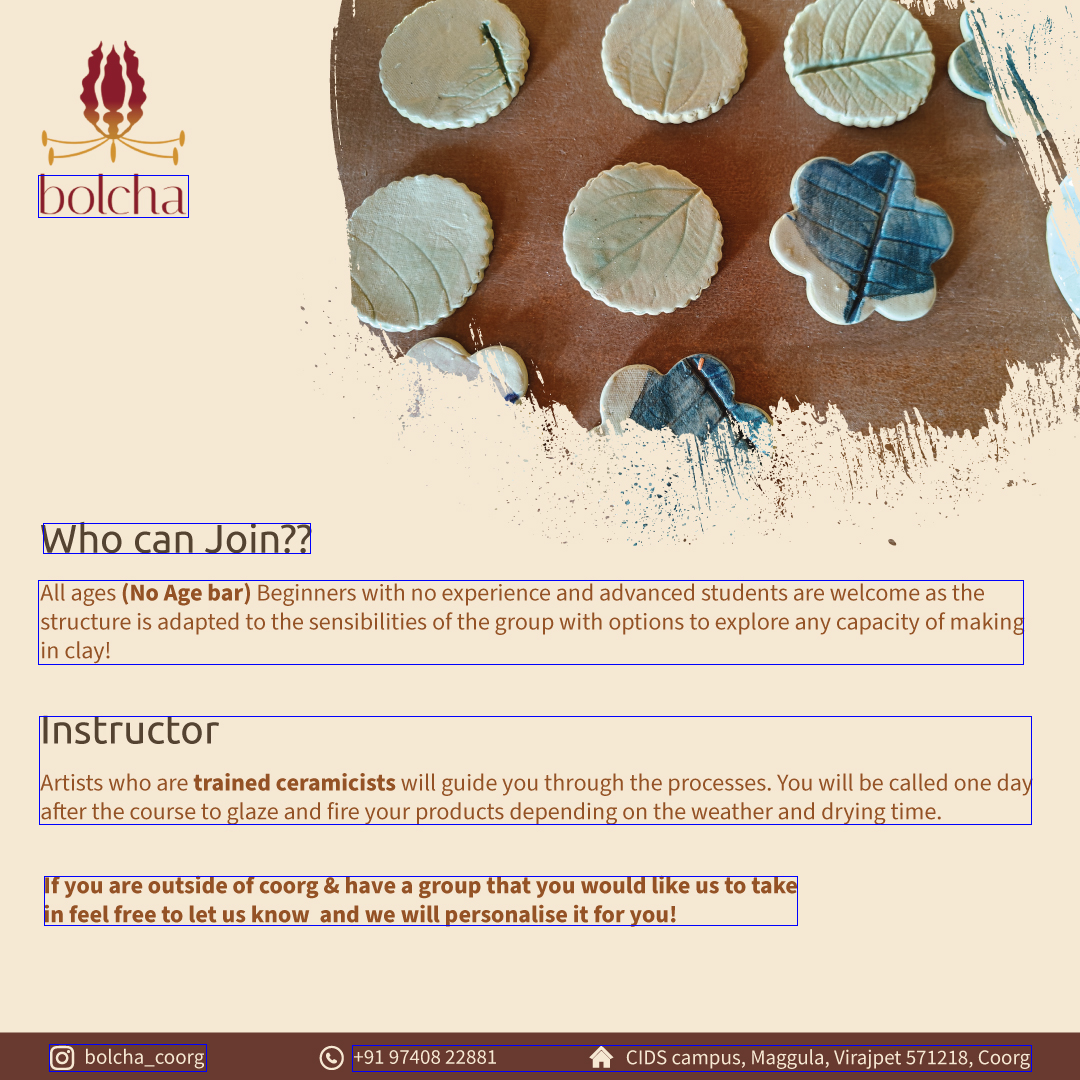 bolcha
Who can Join??
All ages (No Age bar) Beginners with no experience and advanced students are welcome as the
structure is adapted to the sensibilities of the group with options to explore any capacity of making
in clay!
Instructor
Artists who are trained ceramicists will guide you through the processes. You will be called one day
after the course to glaze and fire your products depending on the weather and drying time.
If you are outside of coorg & have a group that you would like us to take
in feel free to let us know  and we will personalise it for you!
bolcha_coorg
+91 97408 22881
CIDS campus, Maggula, Virajpet 571218, Coorg